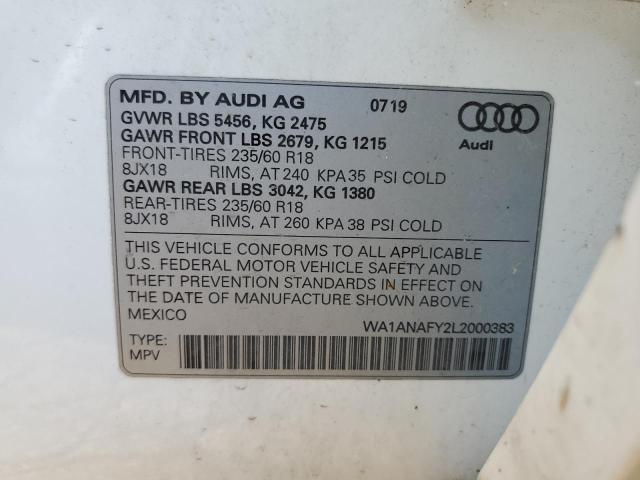 MFD. BY AUDI AG 0719
GVWR LBS 5456, KG 2475
GAWR FRONT LBS 2679, KG 1215
FRONT-TIRES 235/60 R18
8JX18 RIMS, AT 240 KPA 35 PSI COLD
GAWR REAR LBS 3042, KG 1380
REAR-TIRES 235/60 R18
8JX18 RIMS, AT 260 KPA 38 PSI COLD
Audi
THIS VEHICLE CONFORMS TO ALL APPLICABLE
U.S. FEDERAL MOTOR VEHICLE SAFETY AND
THEFT PREVENTION STANDARDS IN EFFECT ON
THE DATE OF MANUFACTURE SHOWN ABOVE.
MEXICO
WA1ANAFY2L2000383
TYPE:
MPV